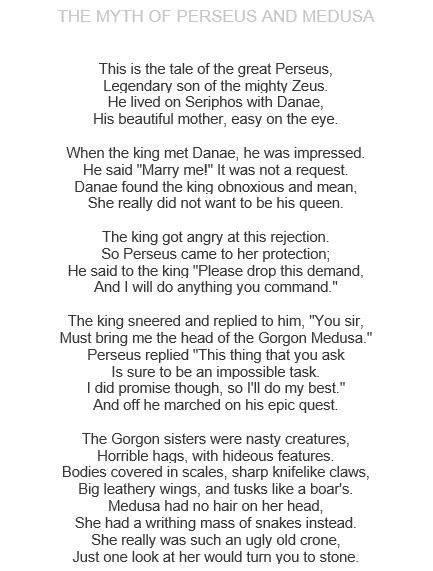 THE MYTH OF PERSEUS AND MEDUSA
This is the tale of the great Perseus,
Legendary son of the mighty Zeus.
He lived on Seriphos with Danae,
His beautiful mother, easy on the eye.
When the king met Danae, he was impressed.
He said "Marry me!" It was not a request.
Danae found the king obnoxious and mean,
She really did not want to be his queen.
The king got angry at this rejection.
So Perseus came to her protection;
He said to the king "Please drop this demand,
And I will do anything you command."
The king sneered and replied to him, "You sir,
Must bring me the head of the Gorgon Medusa."
Perseus replied "This thing that you ask
Is sure to be an impossible task.
I did promise though, so I'll do my best."
And off he marched on his epic quest.
The Gorgon sisters were nasty creatures,
Horrible hags, with hideous features.
Bodies covered in scales, sharp knifelike claws,
Big leathery wings, and tusks like a boar's.
Medusa had no hair on her head,
She had a writhing mass of snakes instead.
She really was such an ugly old crone,
Just one look at her would turn you to stone.